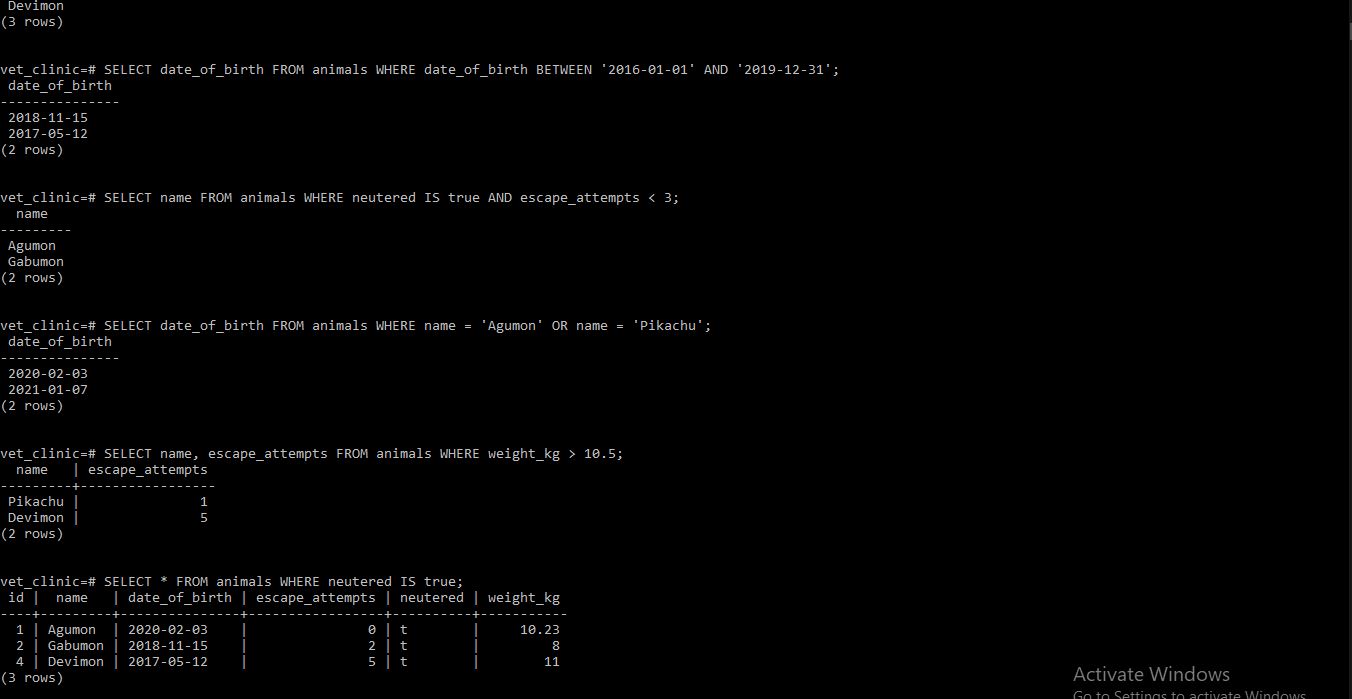 Devimon
(3 rows)
vet_clinic=# SELECT date_of_birth FROM animals WHERE date_of_birth BETWEEN '2016-01-01' AND '2019-12-31';
 date_of_birth
---------------
 2018-11-15
 2017-05-12
(2 rows)
vet_clinic=# SELECT name FROM animals WHERE neutered IS true AND escape_attempts < 3;
  name
---------
 Agumon
 Gabumon
(2 rows)
vet_clinic=# SELECT date_of_birth FROM animals WHERE name = 'Agumon' OR name = 'Pikachu';
 date_of_birth
---------------
 2020-02-03
 2021-01-07
(2 rows)
vet_clinic=# SELECT name, escape_attempts FROM animals WHERE weight_kg > 10.5;
  name   | escape_attempts
---------+-----------------
 Pikachu |               1
 Devimon |               5
(2 rows)
vet_clinic=# SELECT * FROM animals WHERE neutered IS true;
 id |  name   | date_of_birth | escape_attempts | neutered | weight_kg
----+---------+---------------+-----------------+----------+-----------
  1 | Agumon  | 2020-02-03    |               0 | t        |     10.23
  2 | Gabumon | 2018-11-15    |               2 | t        |         8
  4 | Devimon | 2017-05-12    |               5 | t        |        11
(3 rows)
Activate Windows
Go to Settings to activate Windows